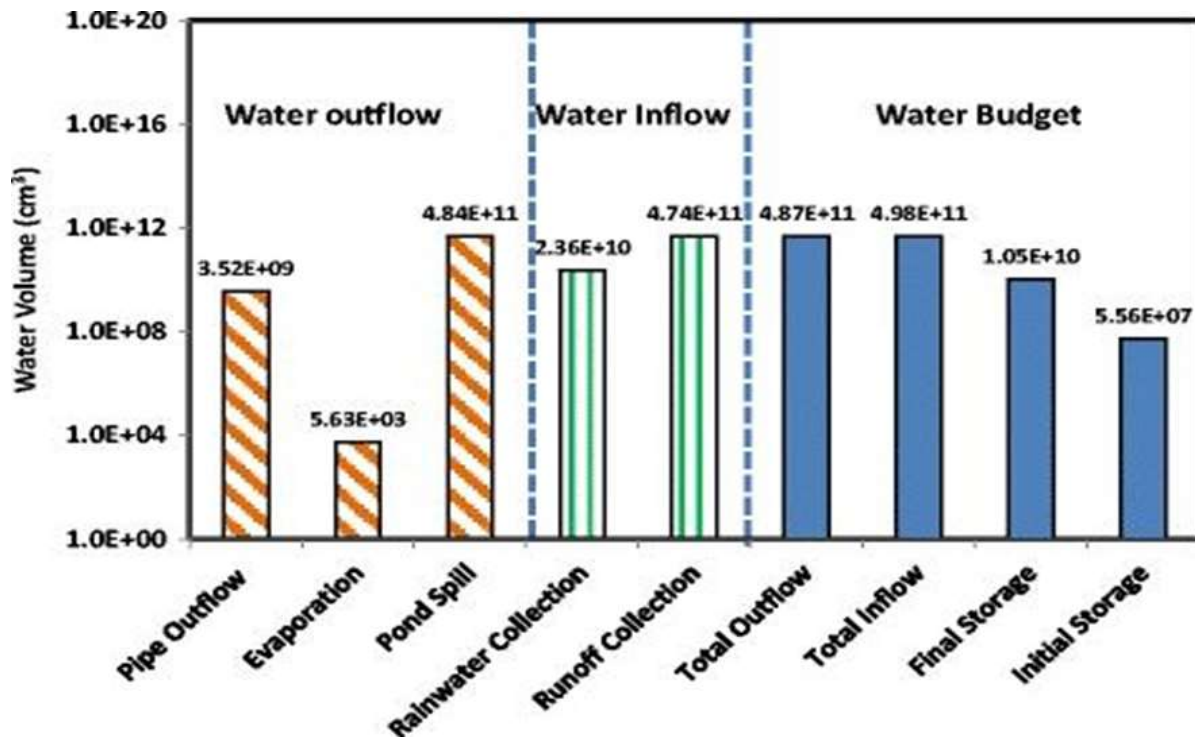 1.0E+20
1.0E+16
1.0E+12
1.0E+08
1.0E+04
1.0E+00
Water Volume (cm³)
Water outflow
Water Inflow
Water Budget
3.52E+09
5.63E+03
4.84E+11
2.36E+10
4.74E+11
4.87E+11
4.98E+11
1.05E+10
5.56E+07
Pipe Outflow
Evaporation
Pond Spill
Rainwater Collection
Runoff Collection
Total Outflow
Total Inflow
Final Storage
Initial Storage